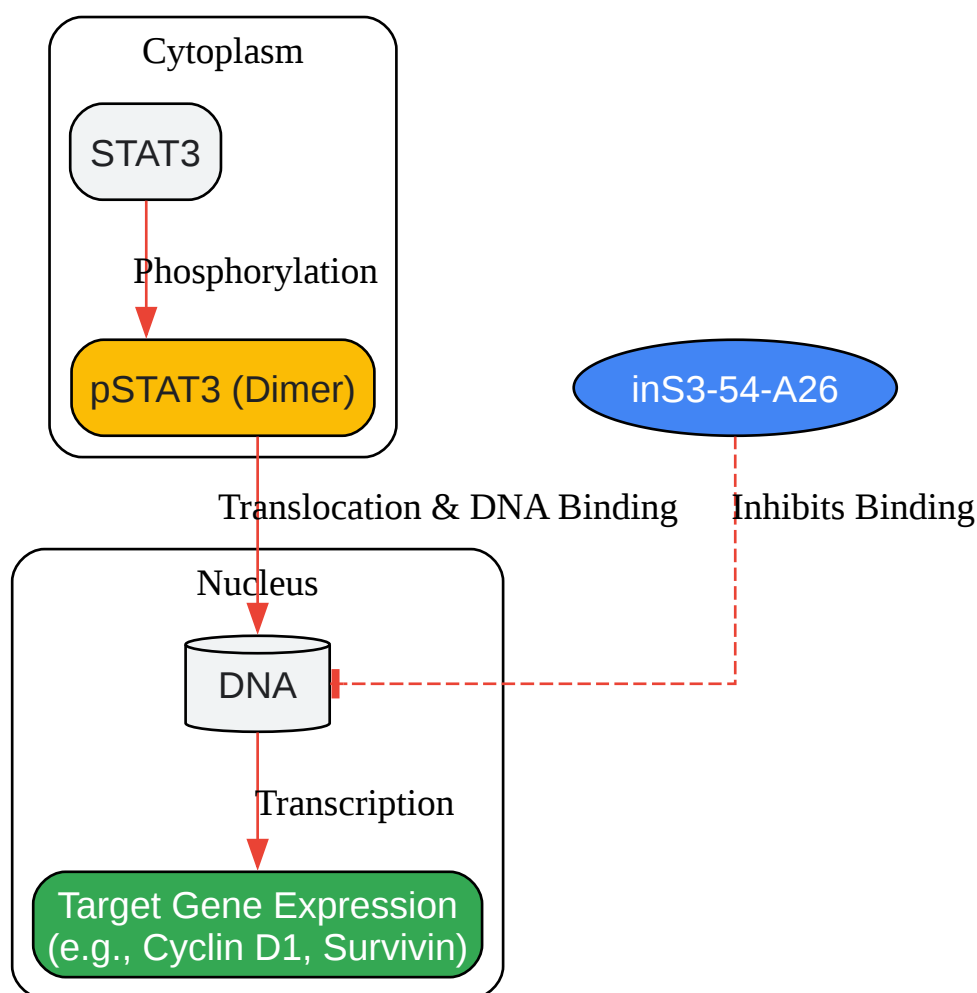 Cytoplasm
STAT3
Phosphorylation
pSTAT3 (Dimer)
inS3-54-A26
Translocation & DNA Binding
Inhibits Binding
Nucleus
DNA
Transcription
Target Gene Expression
(e.g., Cyclin D1, Survivin)